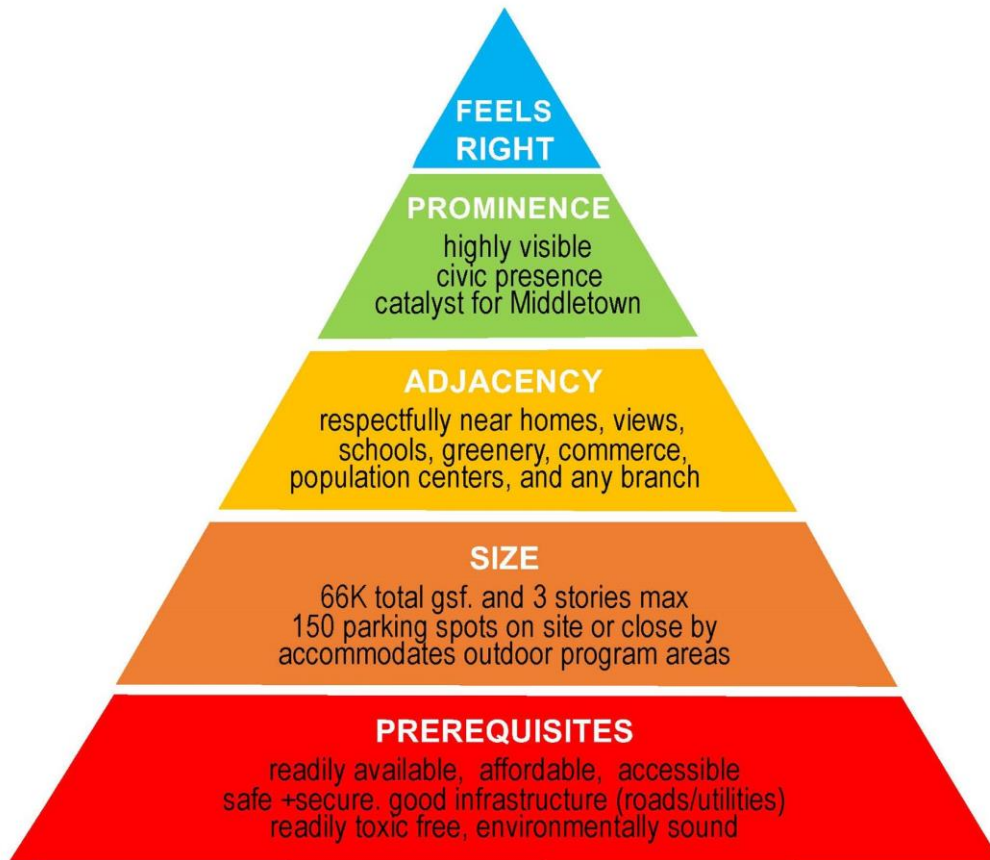 FEELS
RIGHT
PROMINENCE
highly visible
civic presence
catalyst for Middletown
ADJACENCY
respectfully near homes, views,
schools, greenery, commerce,
population centers, and any branch
SIZE
66K total gsf. and 3 stories max
150 parking spots on site or close by
accommodates outdoor program areas
PREREQUISITES
readily available, affordable, accessible
safe +secure. good infrastructure (roads/utilities)
readily toxic free, environmentally sound